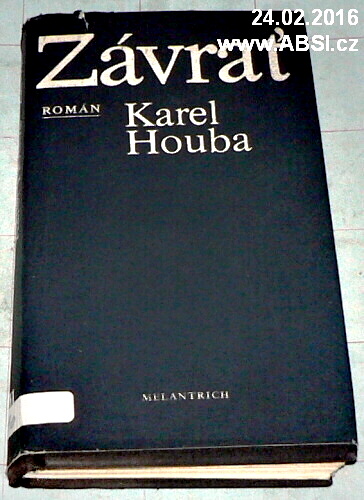 24.02.2016
www.ABSI.cz
Závrať
ROMÁN
Karel
Houba
MELANTRICH